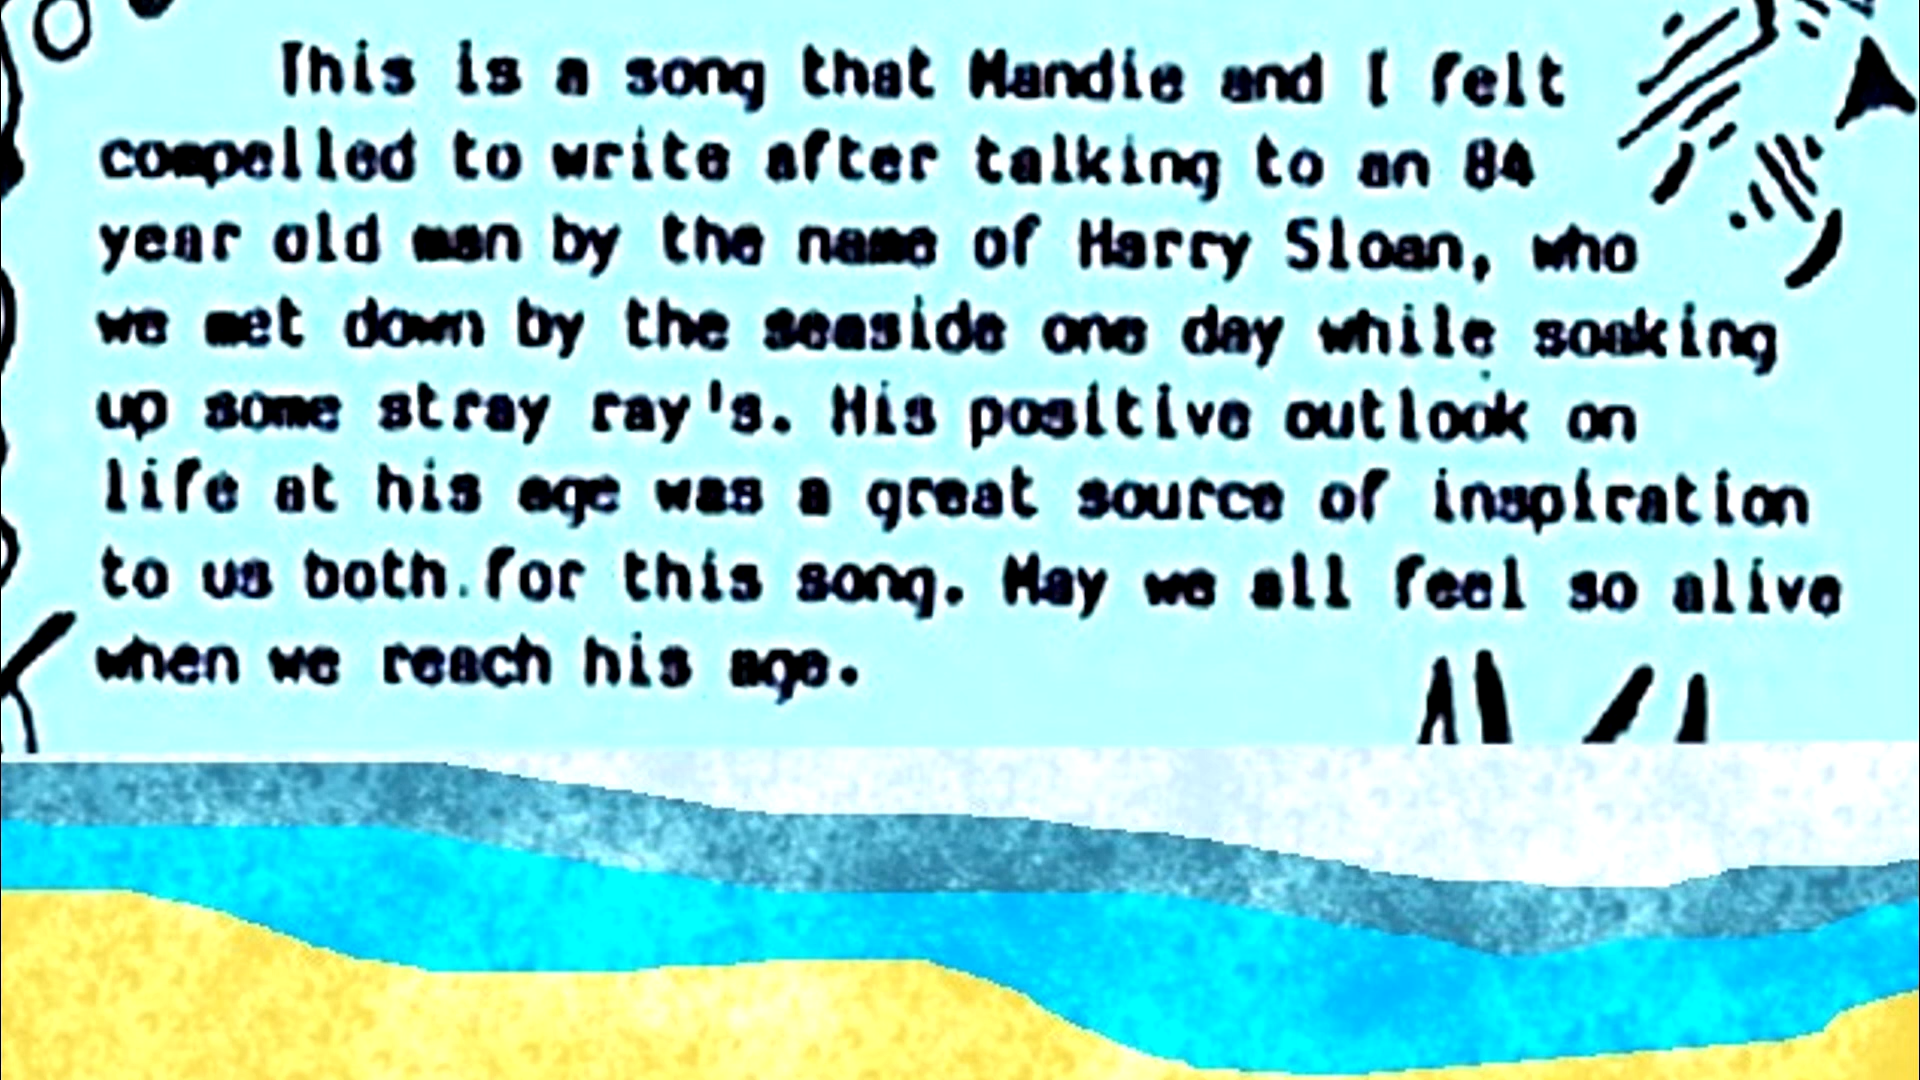 This is a song that Mandie and I felt
compelled to write after talking to an 84
year old man by the name of Harry Sloan, who
we met down by the seaside one day while soaking
up some stray ray's. His positive outlook on
life at his age was a great source of inspiration
to us both for this song. May we all feel so alive
when we reach his age.